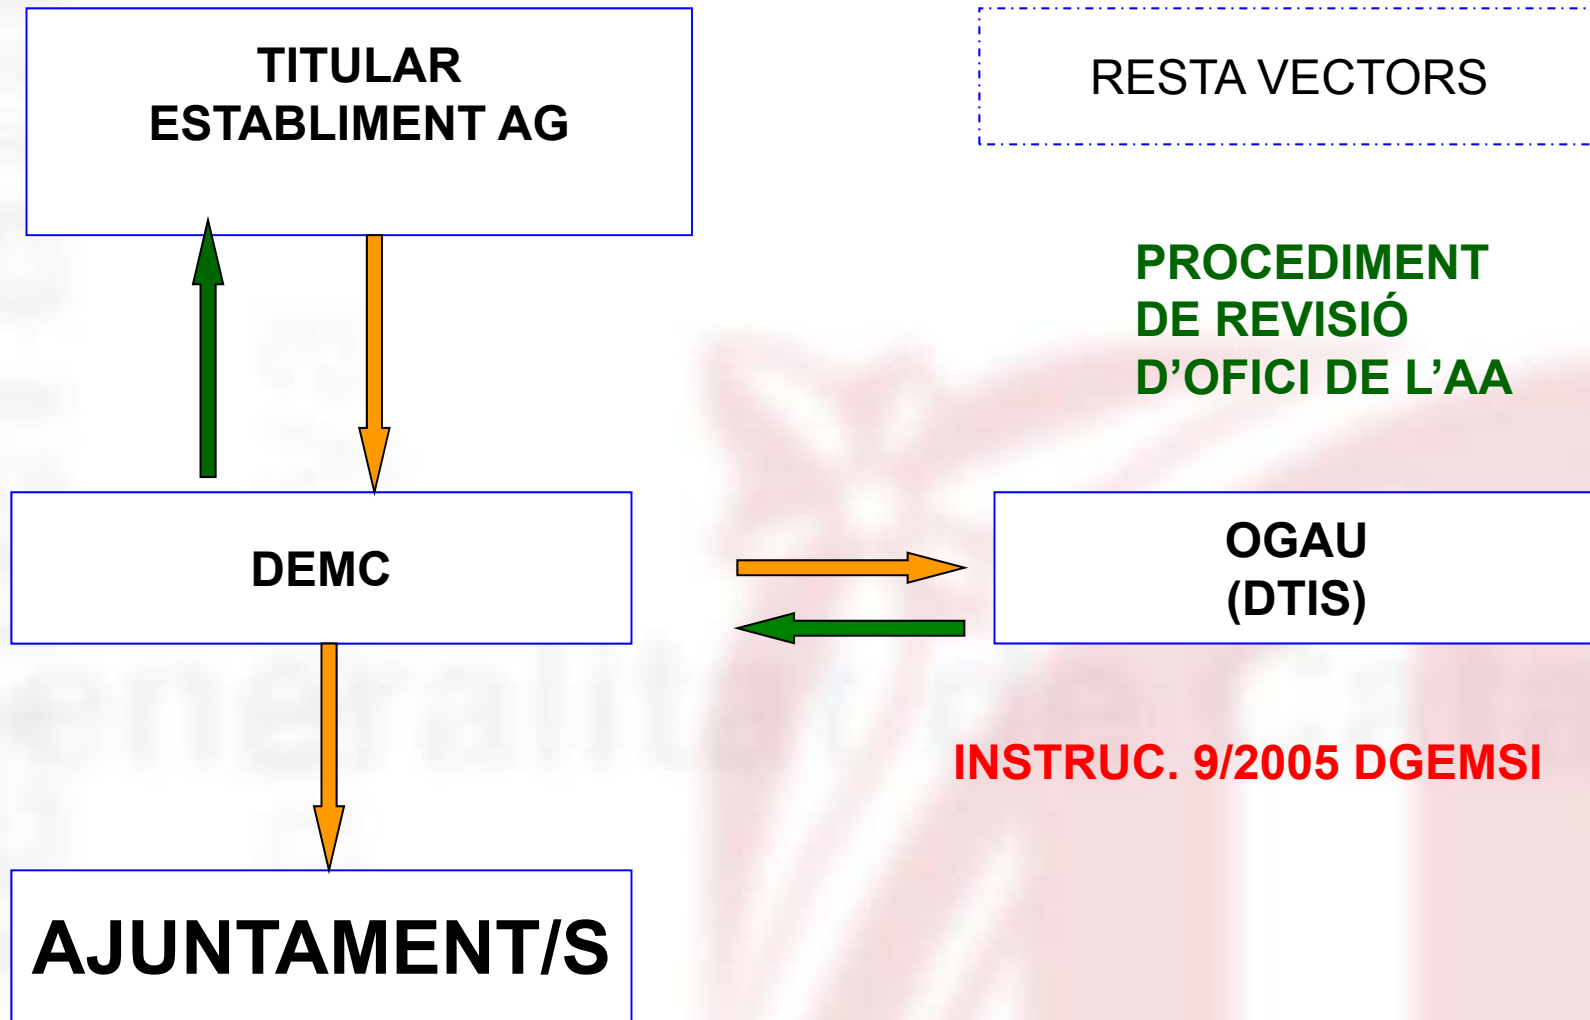 TITULAR
ESTABLIMENT AG
RESTA VECTORS
PROCEDIMENT
DE REVISIÓ
D’OFICI DE L’AA
DEMC
OGAU
(DTIS)
INSTRUC. 9/2005 DGEMSI
AJUNTAMENT/S